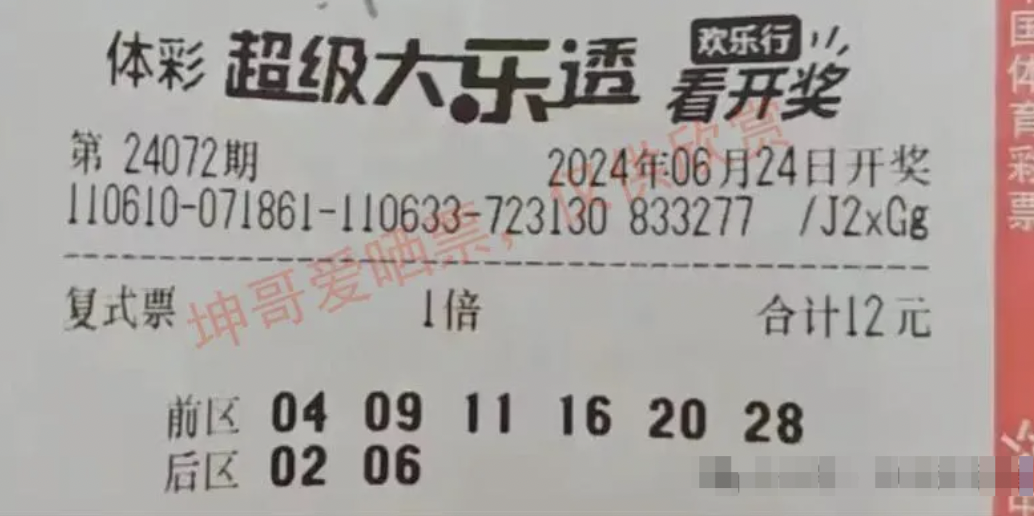 体彩 超级大乐透 欢乐行 看开奖
第 24072期 2024年06月24日开奖
110610-071861-110633-723130 833277 /J2xGg
复式票 1倍 合计12元
前区 04 09 11 16 20 28
后区 02 06
坤哥爱晒票，仅供欣赏
国体育彩票